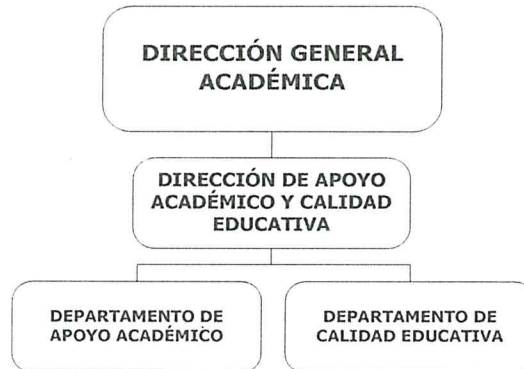 DIRECCIÓN GENERAL
ACADÉMICA
DIRECCIÓN DE APOYO
ACADÉMICO Y CALIDAD
EDUCATIVA
DEPARTAMENTO DE
APOYO ACADÉMICO
DEPARTAMENTO DE
CALIDAD EDUCATIVA